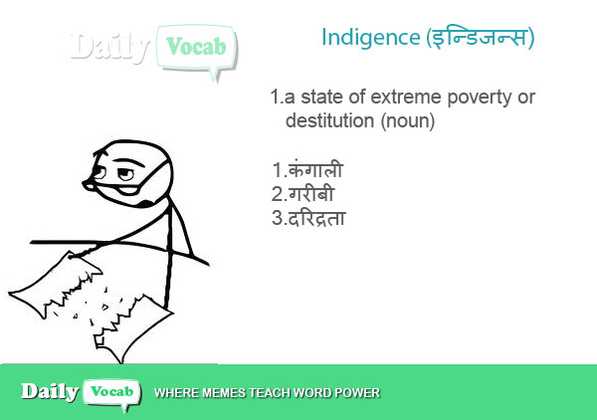 Daily Vocab
Indigence (इन्डिजन्स)
1.a state of extreme poverty or
destitution (noun)
1.कंगाली
2.गरीबी
3.दरिद्रता
Daily Vocab WHERE MEMES TEACH WORD POWER